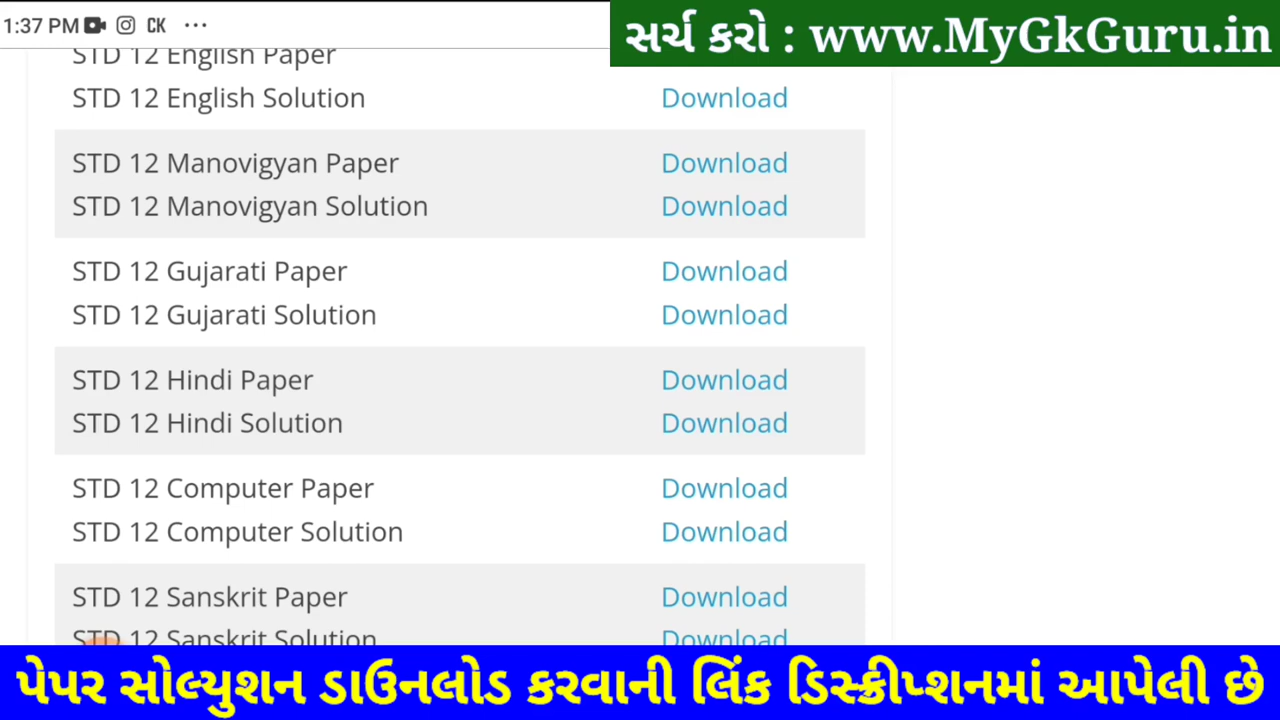 1:37 PM CK ...
સર્ચ કરો : www.MyGkGuru.in
STD 12 English Paper
STD 12 English Solution Download
STD 12 Manovigyan Paper Download
STD 12 Manovigyan Solution Download
STD 12 Gujarati Paper Download
STD 12 Gujarati Solution Download
STD 12 Hindi Paper Download
STD 12 Hindi Solution Download
STD 12 Computer Paper Download
STD 12 Computer Solution Download
STD 12 Sanskrit Paper Download
STD 12 Sanskrit Solution Download
પેપર સોલ્યુશન ડાઉનલોડ કરવાની લિંક ડિસ્ક્રીપ્શનમાં આપેલી છે